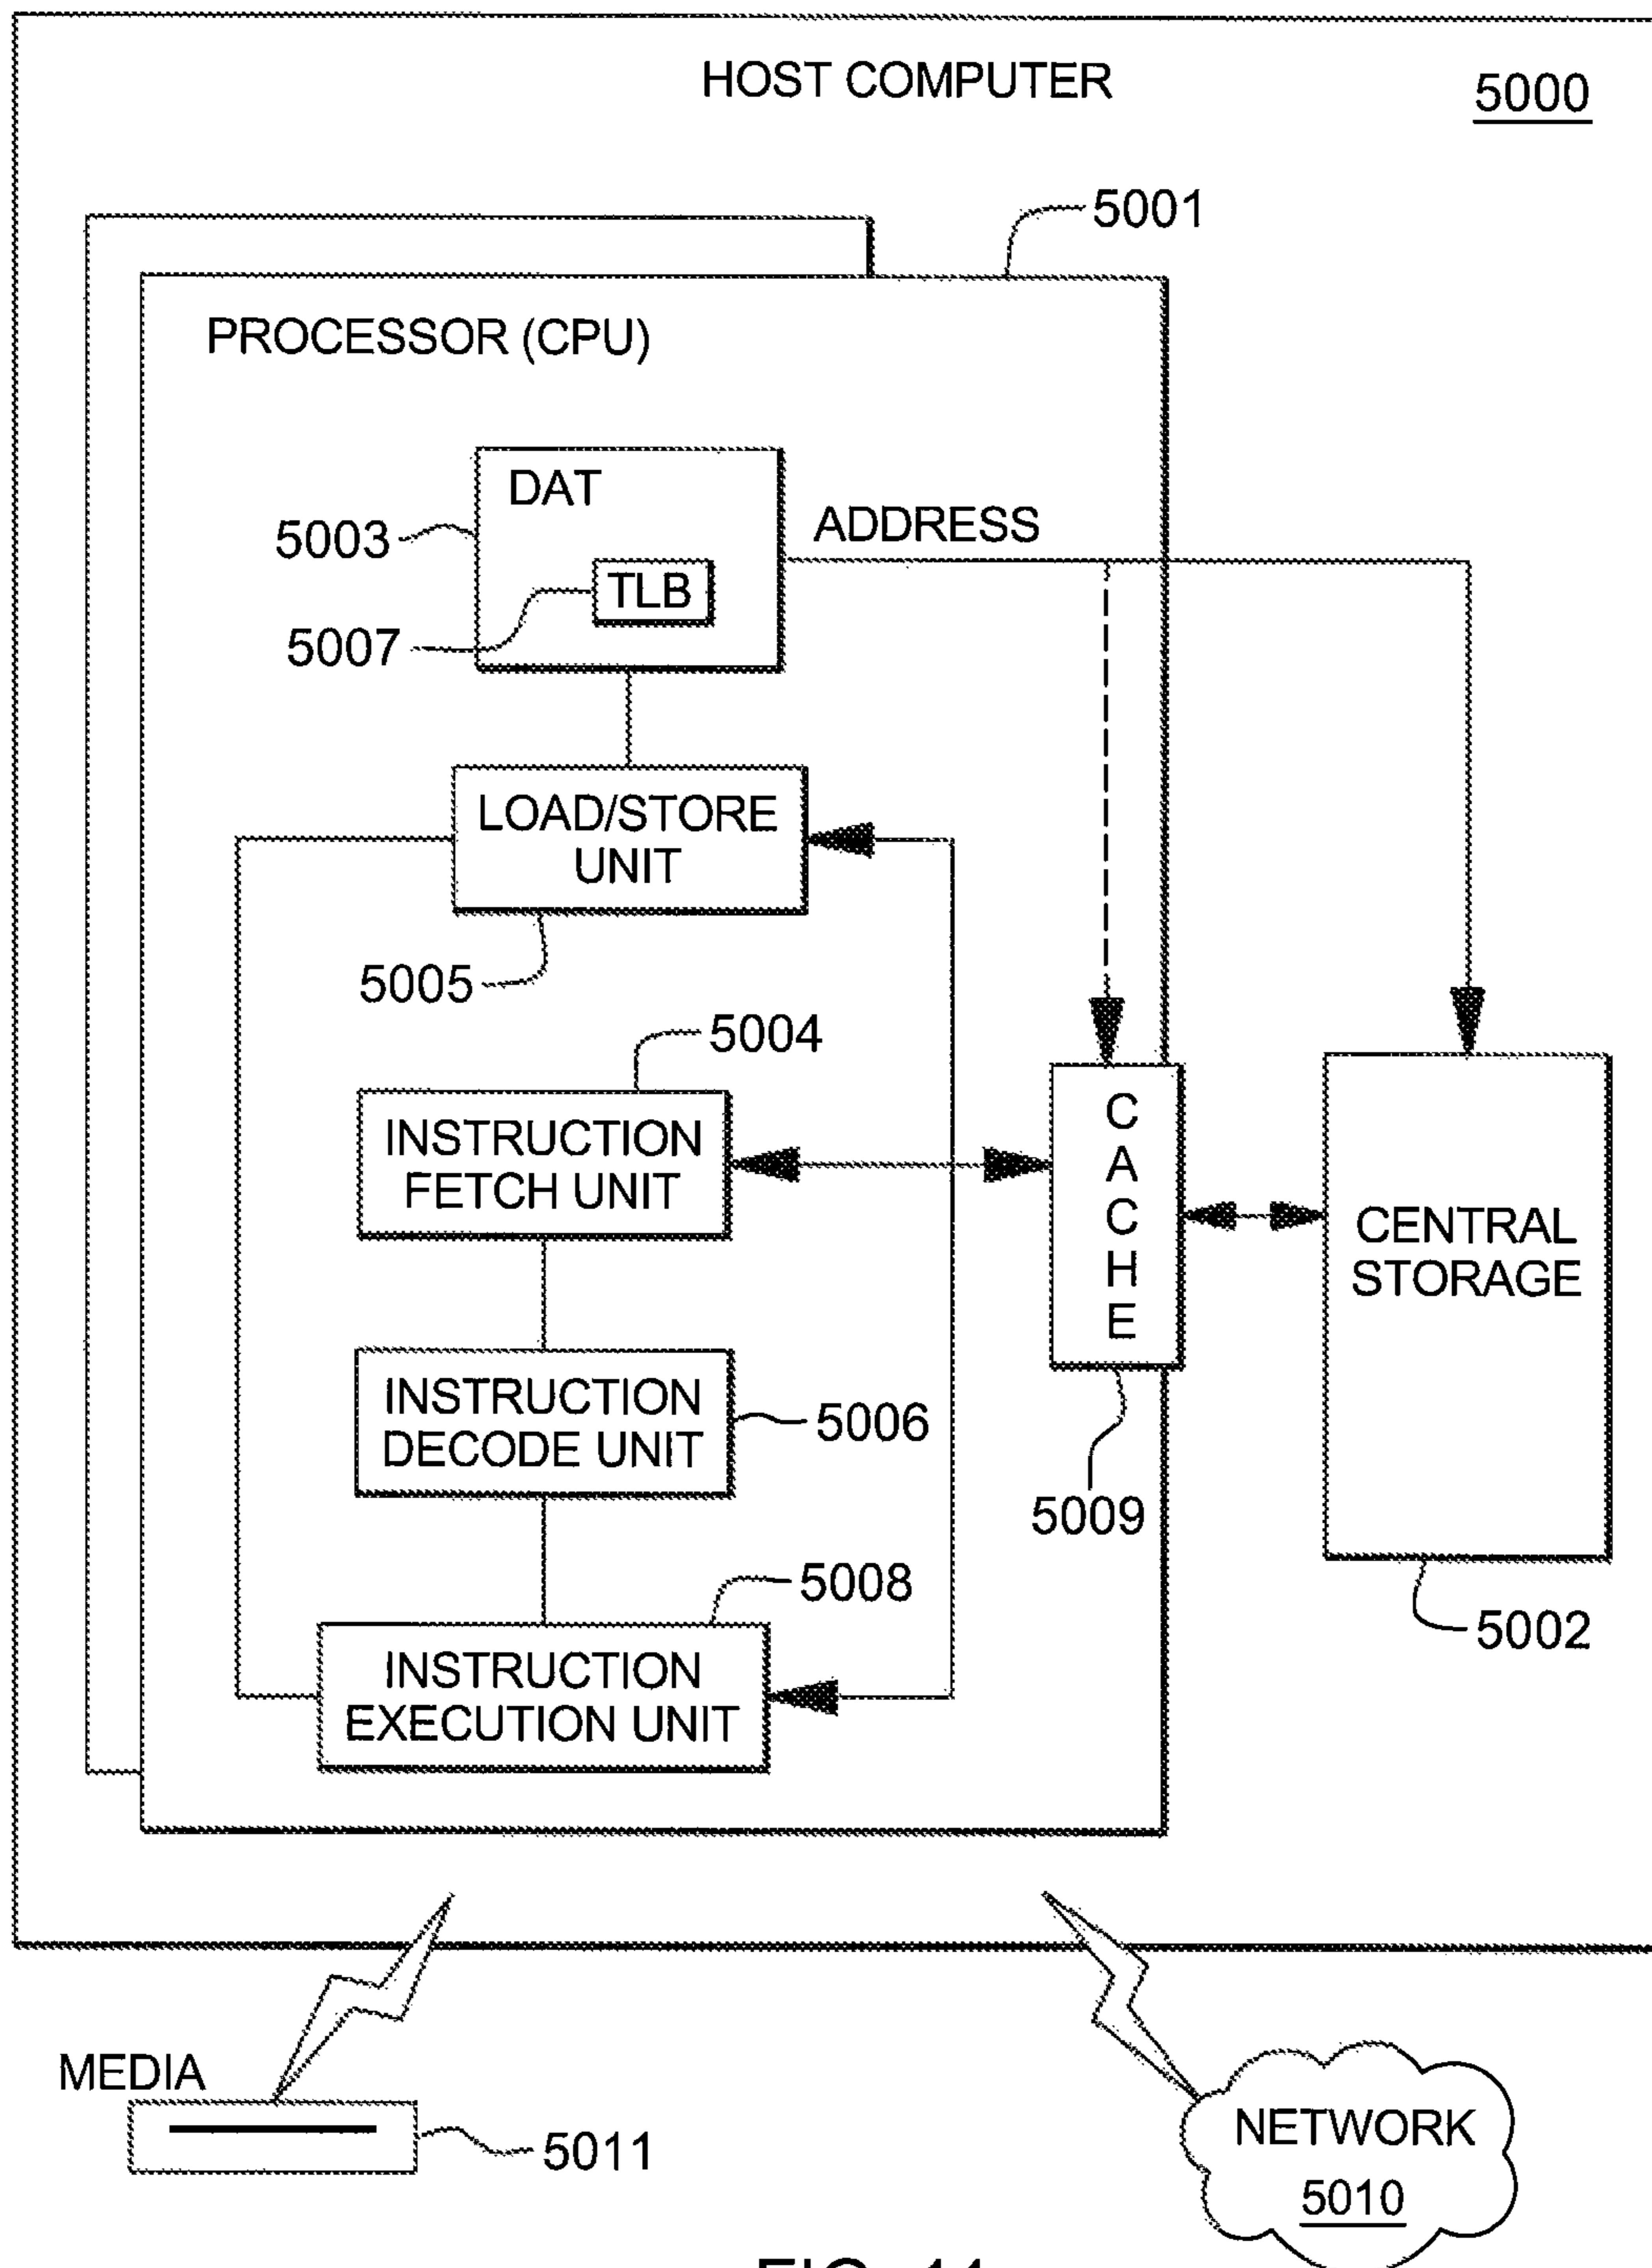 HOST COMPUTER
5000
5001
PROCESSOR (CPU)
DAT
ADDRESS
5003
TLB
5007
LOAD/STORE
UNIT
5005
5004
INSTRUCTION
FETCH UNIT
C
A
C
H
E
CENTRAL
STORAGE
INSTRUCTION
DECODE UNIT
5006
5009
5008
5002
INSTRUCTION
EXECUTION UNIT
MEDIA
5011
NETWORK
5010